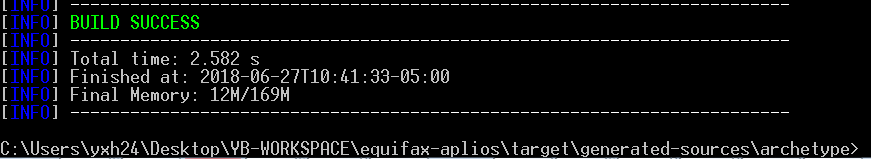 [INFO] ------------------------------------------------------------------------
[INFO] BUILD SUCCESS
[INFO] ------------------------------------------------------------------------
[INFO] Total time: 2.582 s
[INFO] Finished at: 2018-06-27T10:41:33-05:00
[INFO] Final Memory: 12M/169M
[INFO] ------------------------------------------------------------------------
C:\Users\yxh24\Desktop\YB-WORKSPACE\equifax-aplios\target\generated-sources\archetype>